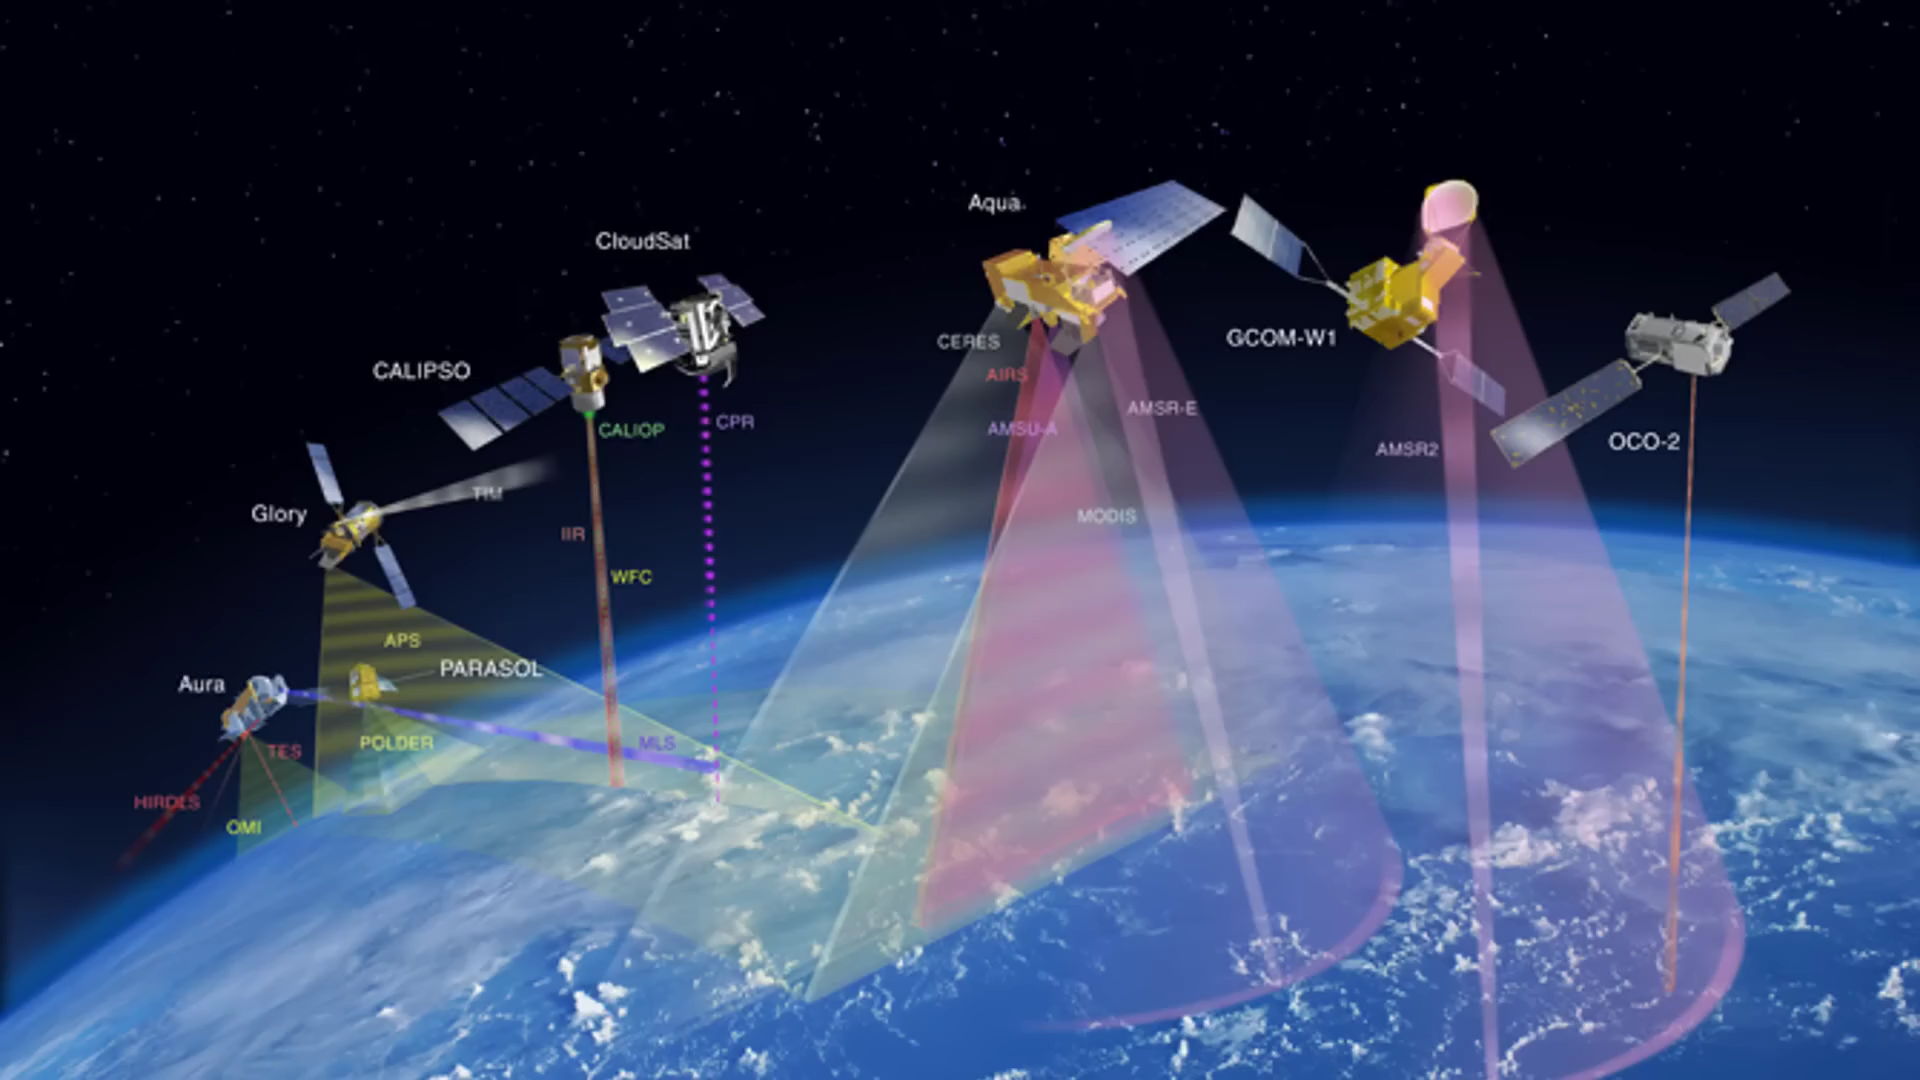 Aqua
CloudSat
GCOM-W1
CERES
CALIPSO
AIRS
AMSR-E
CPR
CALIOP
AMSU-A
OCO-2
AMSR2
TIM
Glory
MODIS
IIR
WFC
APS
PARASOL
Aura
POLDER
MLS
TES
HIRDLS
OMI